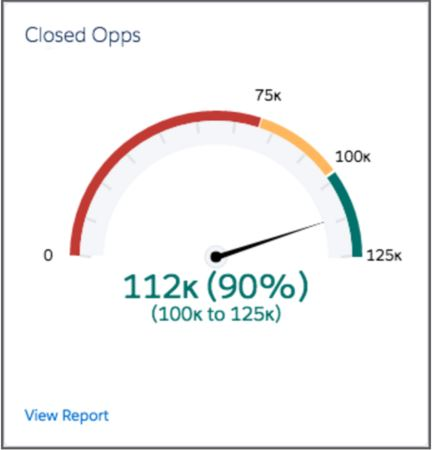 Closed Opps
75K
100K
0
125K
112K (90%)
(100K to 125K)
View Report